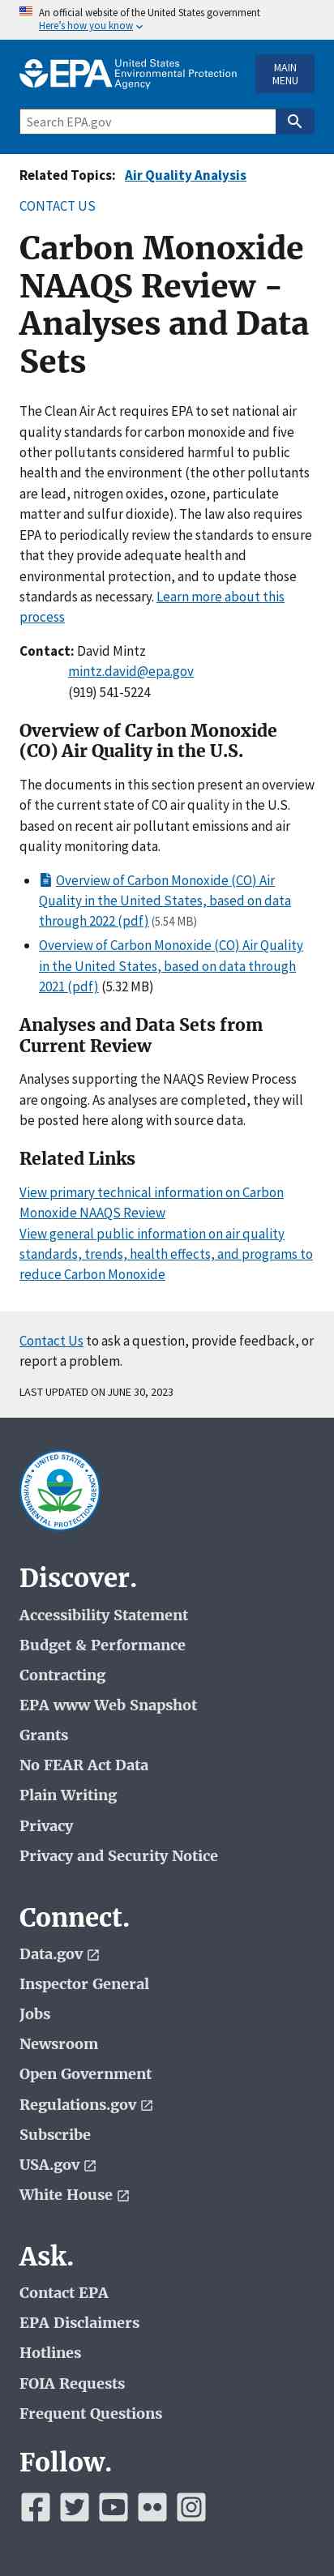 An official website of the United States government
Here's how you know
EPA United States Environmental Protection Agency
MAIN MENU
Search EPA.gov
Related Topics: Air Quality Analysis
CONTACT US
Carbon Monoxide
NAAQS Review -
Analyses and Data
Sets
The Clean Air Act requires EPA to set national air
quality standards for carbon monoxide and five
other pollutants considered harmful to public
health and the environment (the other pollutants
are lead, nitrogen oxides, ozone, particulate
matter and sulfur dioxide). The law also requires
EPA to periodically review the standards to ensure
that they provide adequate health and
environmental protection, and to update those
standards as necessary. Learn more about this
process
Contact: David Mintz
mintz.david@epa.gov
(919) 541-5224
Overview of Carbon Monoxide
(CO) Air Quality in the U.S.
The documents in this section present an overview
of the current state of CO air quality in the U.S.
based on recent air pollutant emissions and air
quality monitoring data.
Overview of Carbon Monoxide (CO) Air
Quality in the United States, based on data
through 2022 (pdf) (5.54 MB)
Overview of Carbon Monoxide (CO) Air Quality
in the United States, based on data through
2021 (pdf) (5.32 MB)
Analyses and Data Sets from
Current Review
Analyses supporting the NAAQS Review Process
are ongoing. As analyses are completed, they will
be posted here along with source data.
Related Links
View primary technical information on Carbon
Monoxide NAAQS Review
View general public information on air quality
standards, trends, health effects, and programs to
reduce Carbon Monoxide
Contact Us to ask a question, provide feedback, or
report a problem.
LAST UPDATED ON JUNE 30, 2023
UNITED STATES
ENVIRONMENTAL PROTECTION AGENCY
Discover.
Accessibility Statement
Budget & Performance
Contracting
EPA www Web Snapshot
Grants
No FEAR Act Data
Plain Writing
Privacy
Privacy and Security Notice
Connect.
Data.gov
Inspector General
Jobs
Newsroom
Open Government
Regulations.gov
Subscribe
USA.gov
White House
Ask.
Contact EPA
EPA Disclaimers
Hotlines
FOIA Requests
Frequent Questions
Follow.